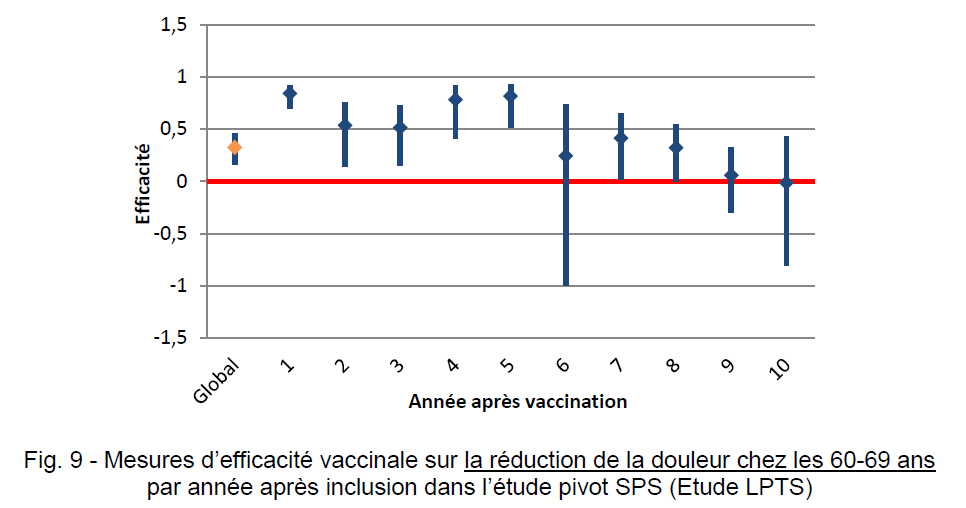 1,5
1
0,5
0
-0,5
-1
-1,5
Efficacité
Global 1 2 3 4 5 6 7 8 9 10
Année après vaccination
Fig. 9 - Mesures d’efficacité vaccinale sur la réduction de la douleur chez les 60-69 ans
par année après inclusion dans l’étude pivot SPS (Etude LPTS)